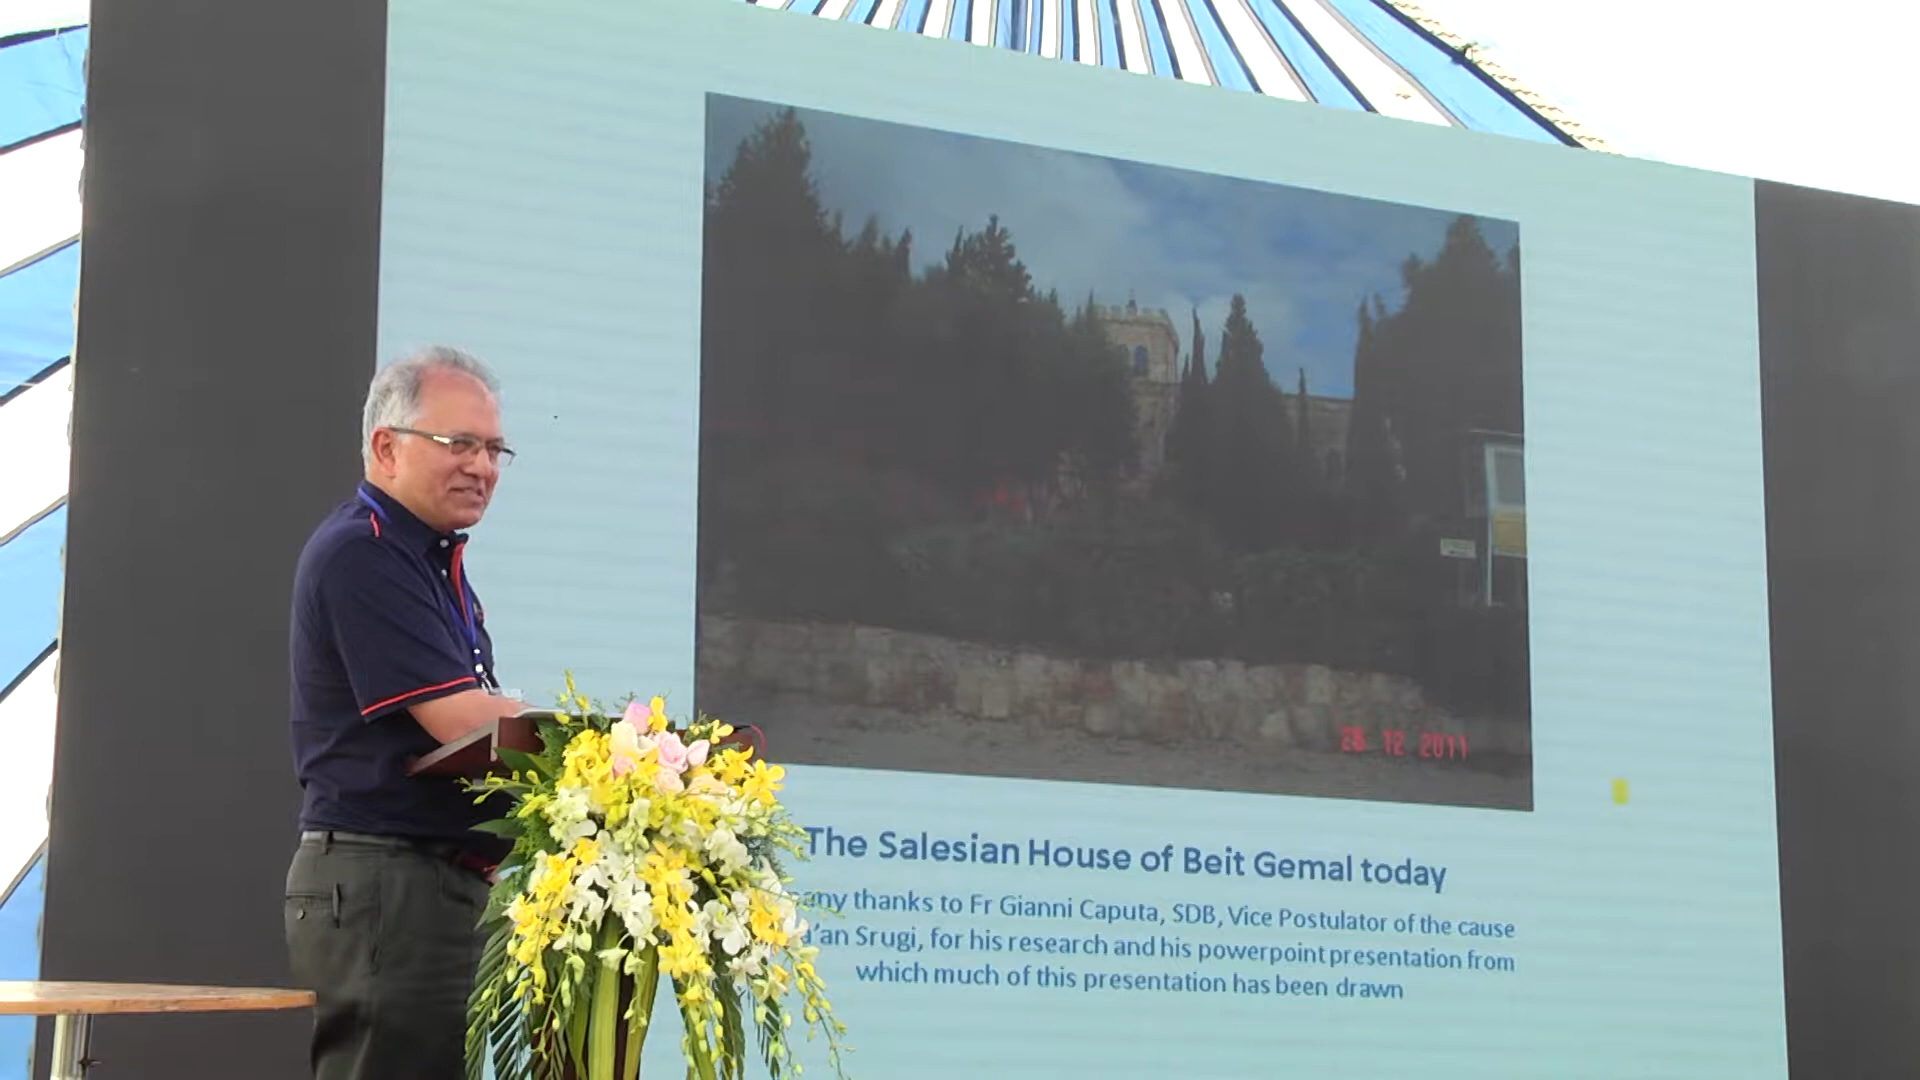 28 12 2011
The Salesian House of Beit Gemal today
thanks to Fr Gianni Caputa, SDB, Vice Postulator of the cause
Srugi, for his research and his powerpoint presentation from
which much of this presentation has been drawn